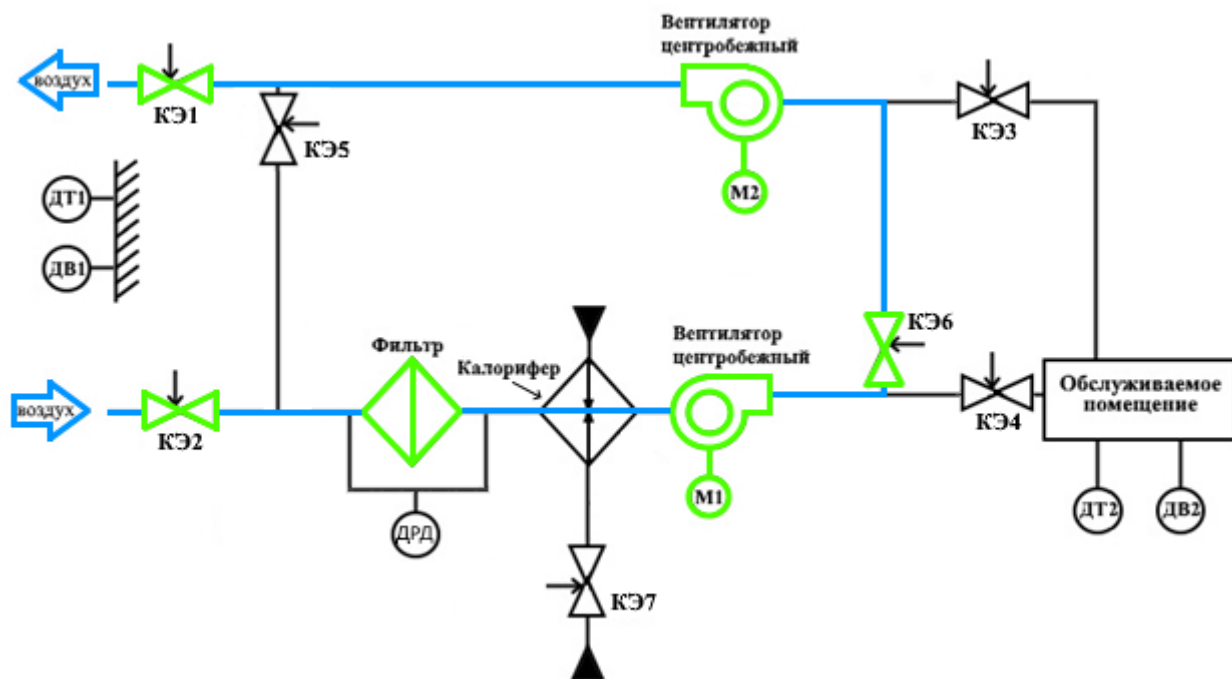 Вентилятор
центробежный
воздух
КЭ1
КЭ5
КЭ3
М2
ДТ1
ДВ1
КЭ6
Вентилятор
центробежный
Фильтр
Калорифер
Обслуживаемое
помещение
воздух
КЭ2
КЭ4
М1
ДТ2
ДВ2
ДРД
КЭ7